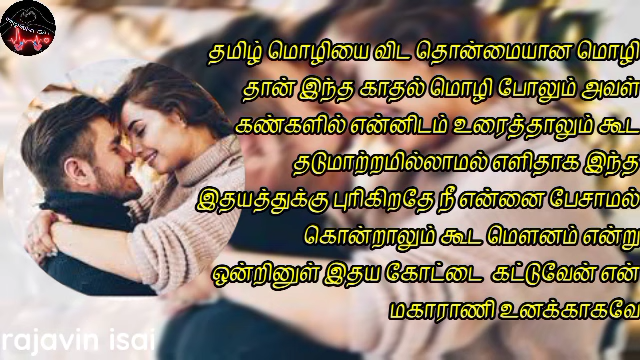 தமிழ் மொழியை விட தொன்மையான மொழி
தான் இந்த காதல் மொழி போலும் அவள்
கண்களில் என்னிடம் உரைத்தாலும் கூட
தடுமாற்றமில்லாமல் எளிதாக இந்த
இதயத்துக்கு புரிகிறதே நீ என்னை பேசாமல்
கொன்றாலும் கூட மௌனம் என்று
ஒன்றினுள் இதய கோட்டை கட்டுவேன் என்
மகாராணி உனக்காகவே
rajavin isai